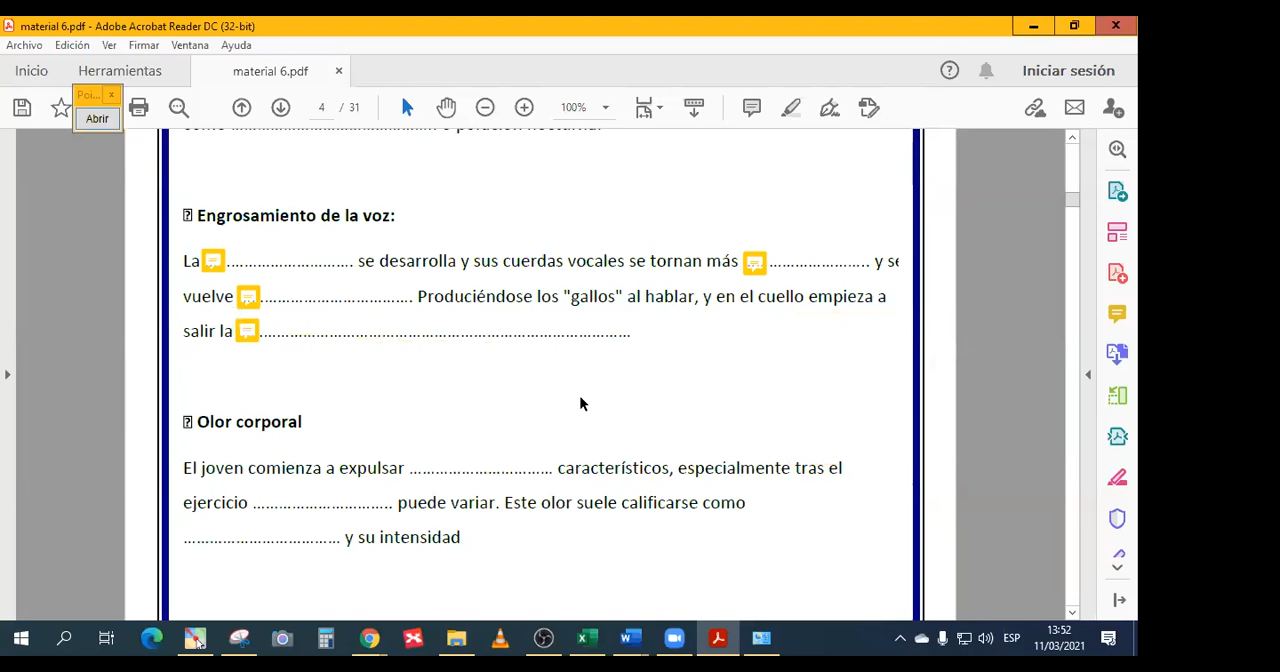 material 6.pdf - Adobe Acrobat Reader DC (32-bit)
Archivo Edición Ver Firmar Ventana Ayuda
Inicio Herramientas material 6.pdf × Iniciar sesión
Poi... x
Abrir
4 / 31 100%
Engrosamiento de la voz:
La ............................ se desarrolla y sus cuerdas vocales se tornan más ....................... y se
vuelve .................................. Produciéndose los "gallos" al hablar, y en el cuello empieza a
salir la ....................................................................................
Olor corporal
El joven comienza a expulsar ................................ característicos, especialmente tras el
ejercicio ................................ puede variar. Este olor suele calificarse como
................................... y su intensidad
ESP
13:52
11/03/2021